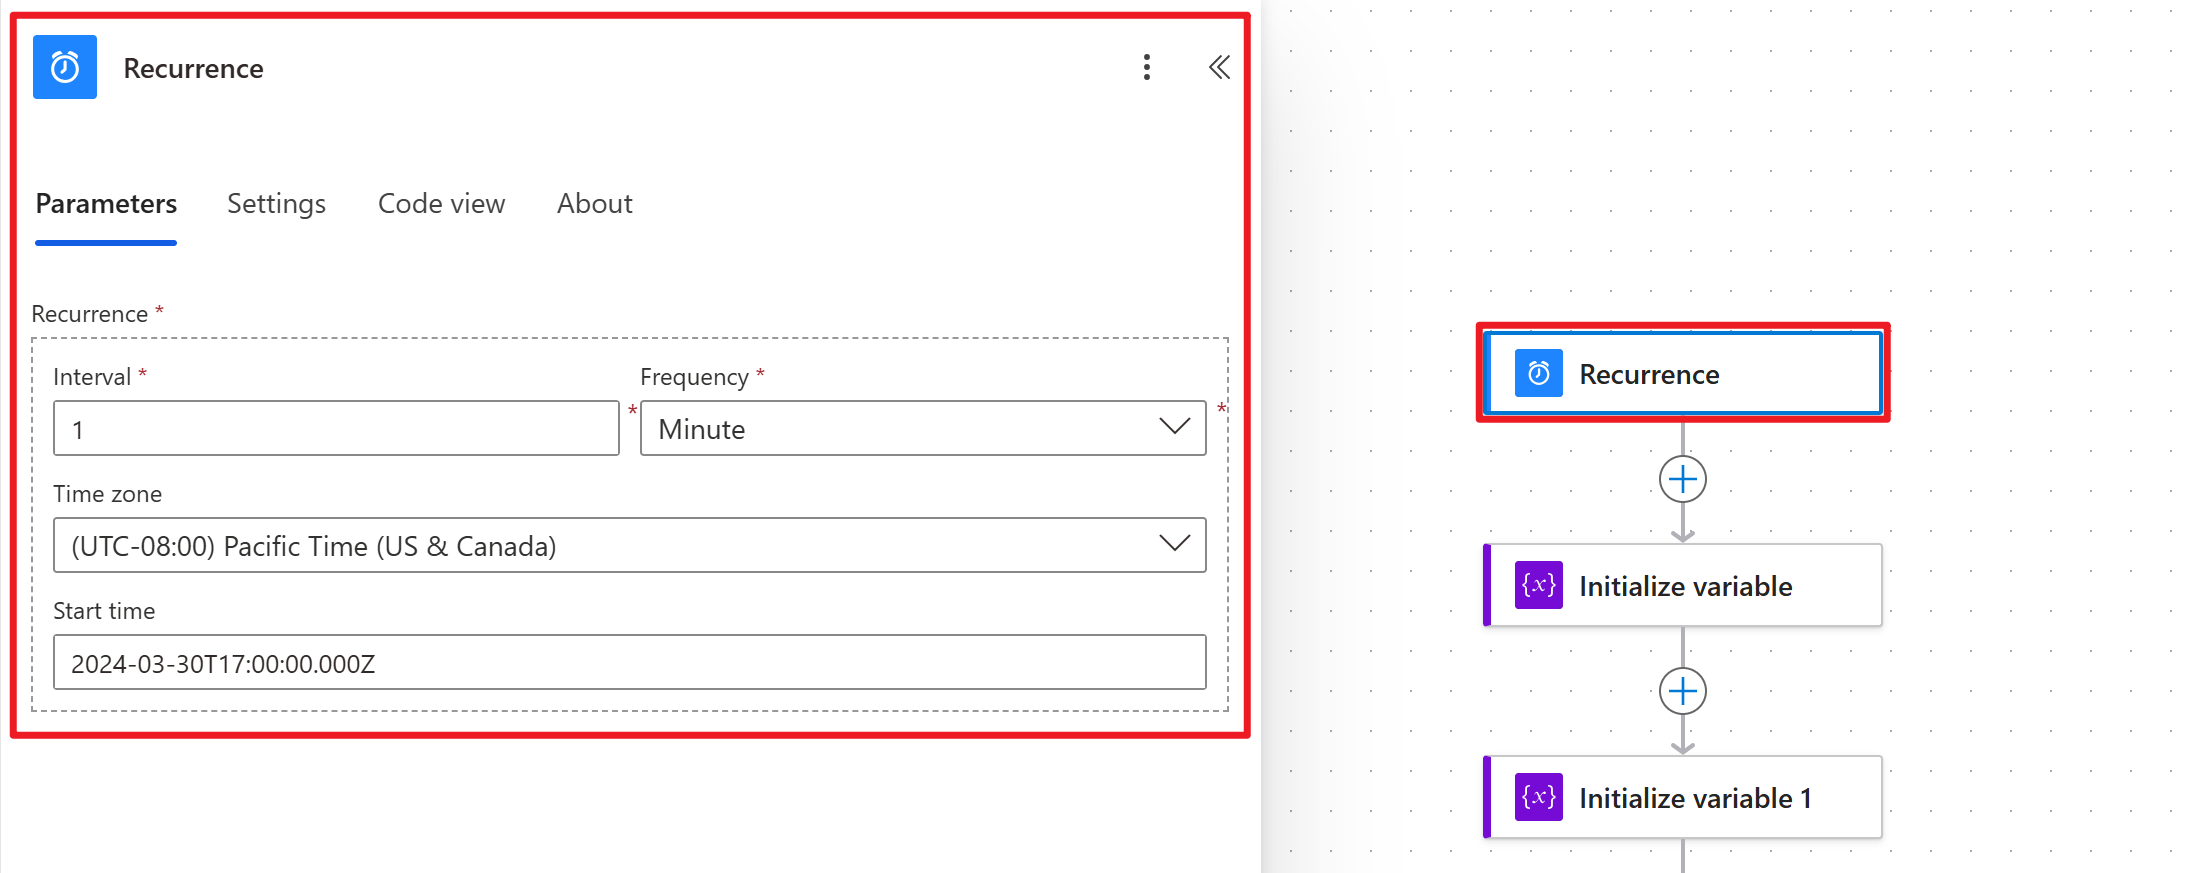 Recurrence
Parameters Settings Code view About
Recurrence *
Interval * Frequency *
1 * Minute *
Time zone
(UTC-08:00) Pacific Time (US & Canada)
Start time
2024-03-30T17:00:00.000Z
Recurrence
{x} Initialize variable
{x} Initialize variable 1